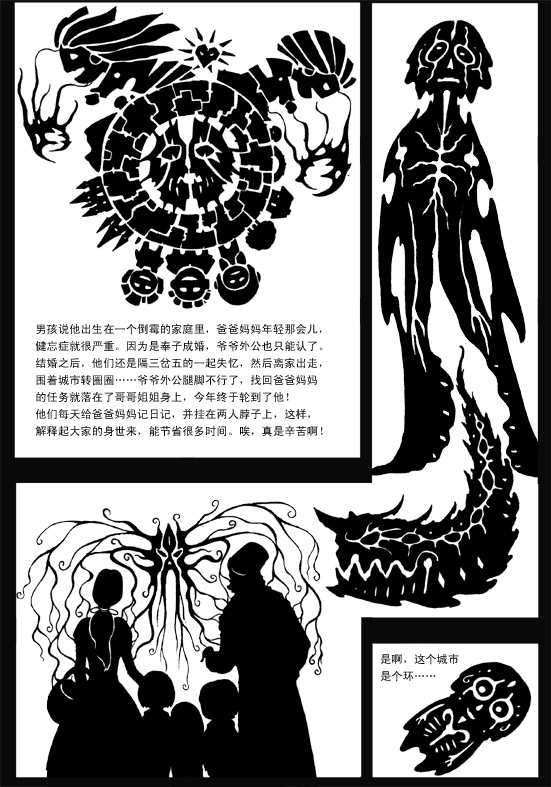 男孩说他出生在一个倒霉的家庭里，爸爸妈妈年轻那会儿，
健忘症就很严重。因为是奉子成婚，爷爷外公也只能认了。
结婚之后，他们还是隔三岔五的一起失忆，然后离家出走，
围着城市转圈圈……爷爷外公腿脚不行了，找回爸爸妈妈
的任务就落在了哥哥姐姐身上，今年终于轮到了他！
他们每天给爸爸妈妈记日记，并挂在两人脖子上，这样，
解释起大家的身世来，能节省很多时间。唉，真是辛苦啊！
是啊，这个城市
是个环……